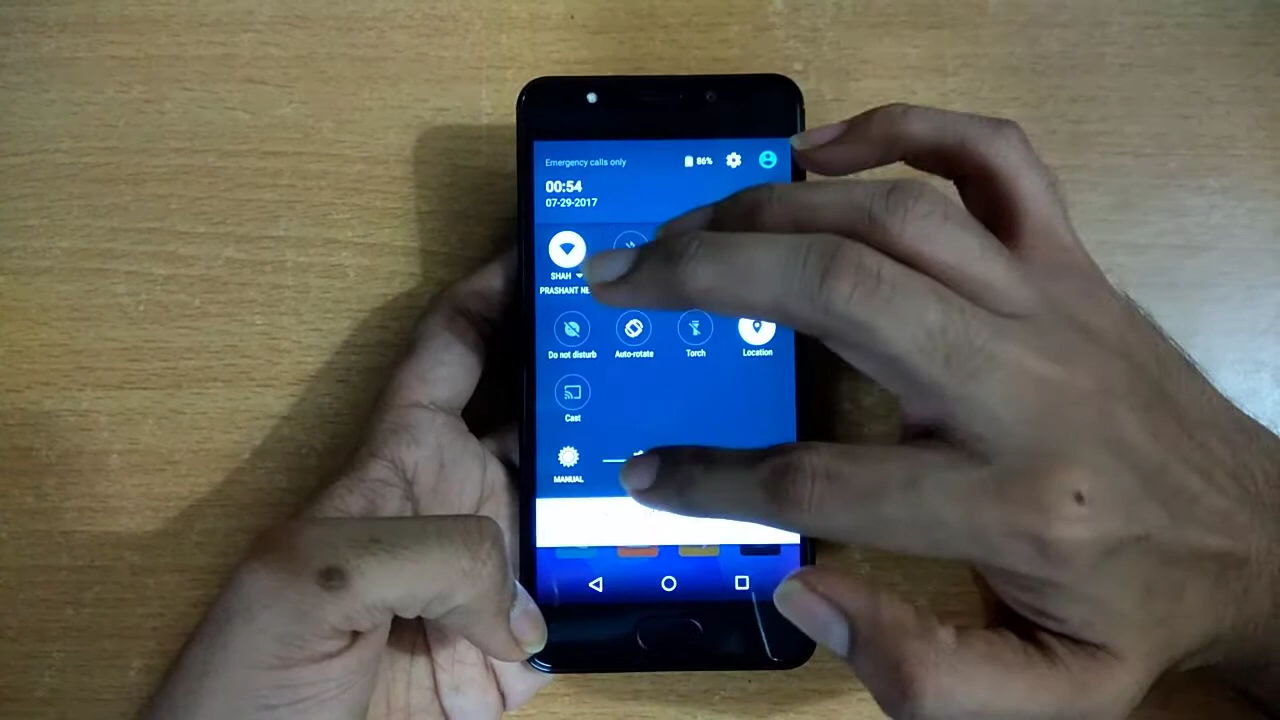 Emergency calls only 86%
00:54
07-29-2017
SHAH
PRASHANT
Do not disturb Auto-rotate Torch Location
Cast
MANUAL